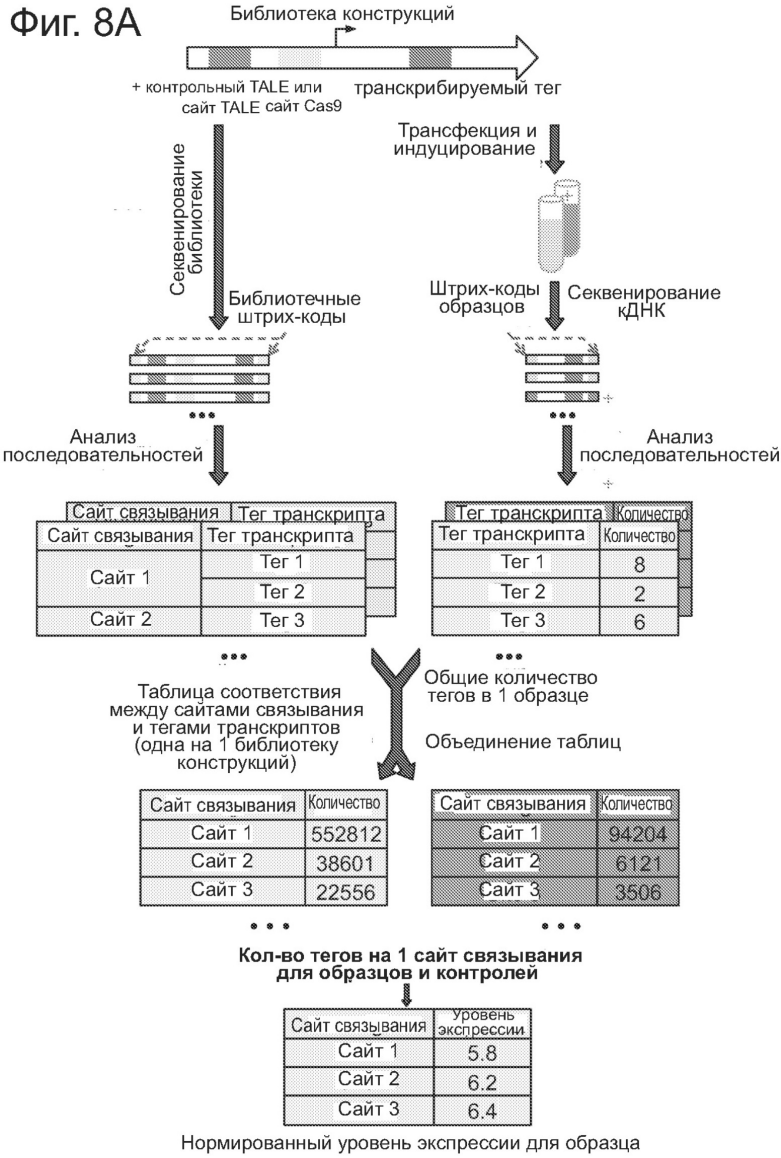 Фиг. 8А
Библиотека конструкций
+ контрольный TALE или
сайт TALE сайт Cas9
транскрибируемый тег
Трансфекция и
индуцирование
Секвенирование
библиотеки
Библиотечные
штрих-коды
Штрих-коды
образцов
Секвенирование
кДНК
Анализ
последовательностей
Анализ
последовательностей
Сайт связывания Тег транскрипта
Сайт связывания Тег транскрипта
Сайт 1 Тег 1
Тег 2
Сайт 2 Тег 3
Тег транскрипта Количество
Тег транскрипта Количество
Тег 1 8
Тег 2 2
Тег 3 6
Таблица соответствия
между сайтами связывания
и тегами транскриптов
(одна на 1 библиотеку
конструкций)
Общие количество
тегов в 1 образце
Объединение таблиц
Сайт связывания Количество
Сайт 1 552812
Сайт 2 38601
Сайт 3 22556
Сайт связывания Количество
Сайт 1 94204
Сайт 2 6121
Сайт 3 3506
Кол-во тегов на 1 сайт связывания
для образцов и контролей
Сайт связывания Уровень экспрессии
Сайт 1 5.8
Сайт 2 6.2
Сайт 3 6.4
Нормированный уровень экспрессии для образца